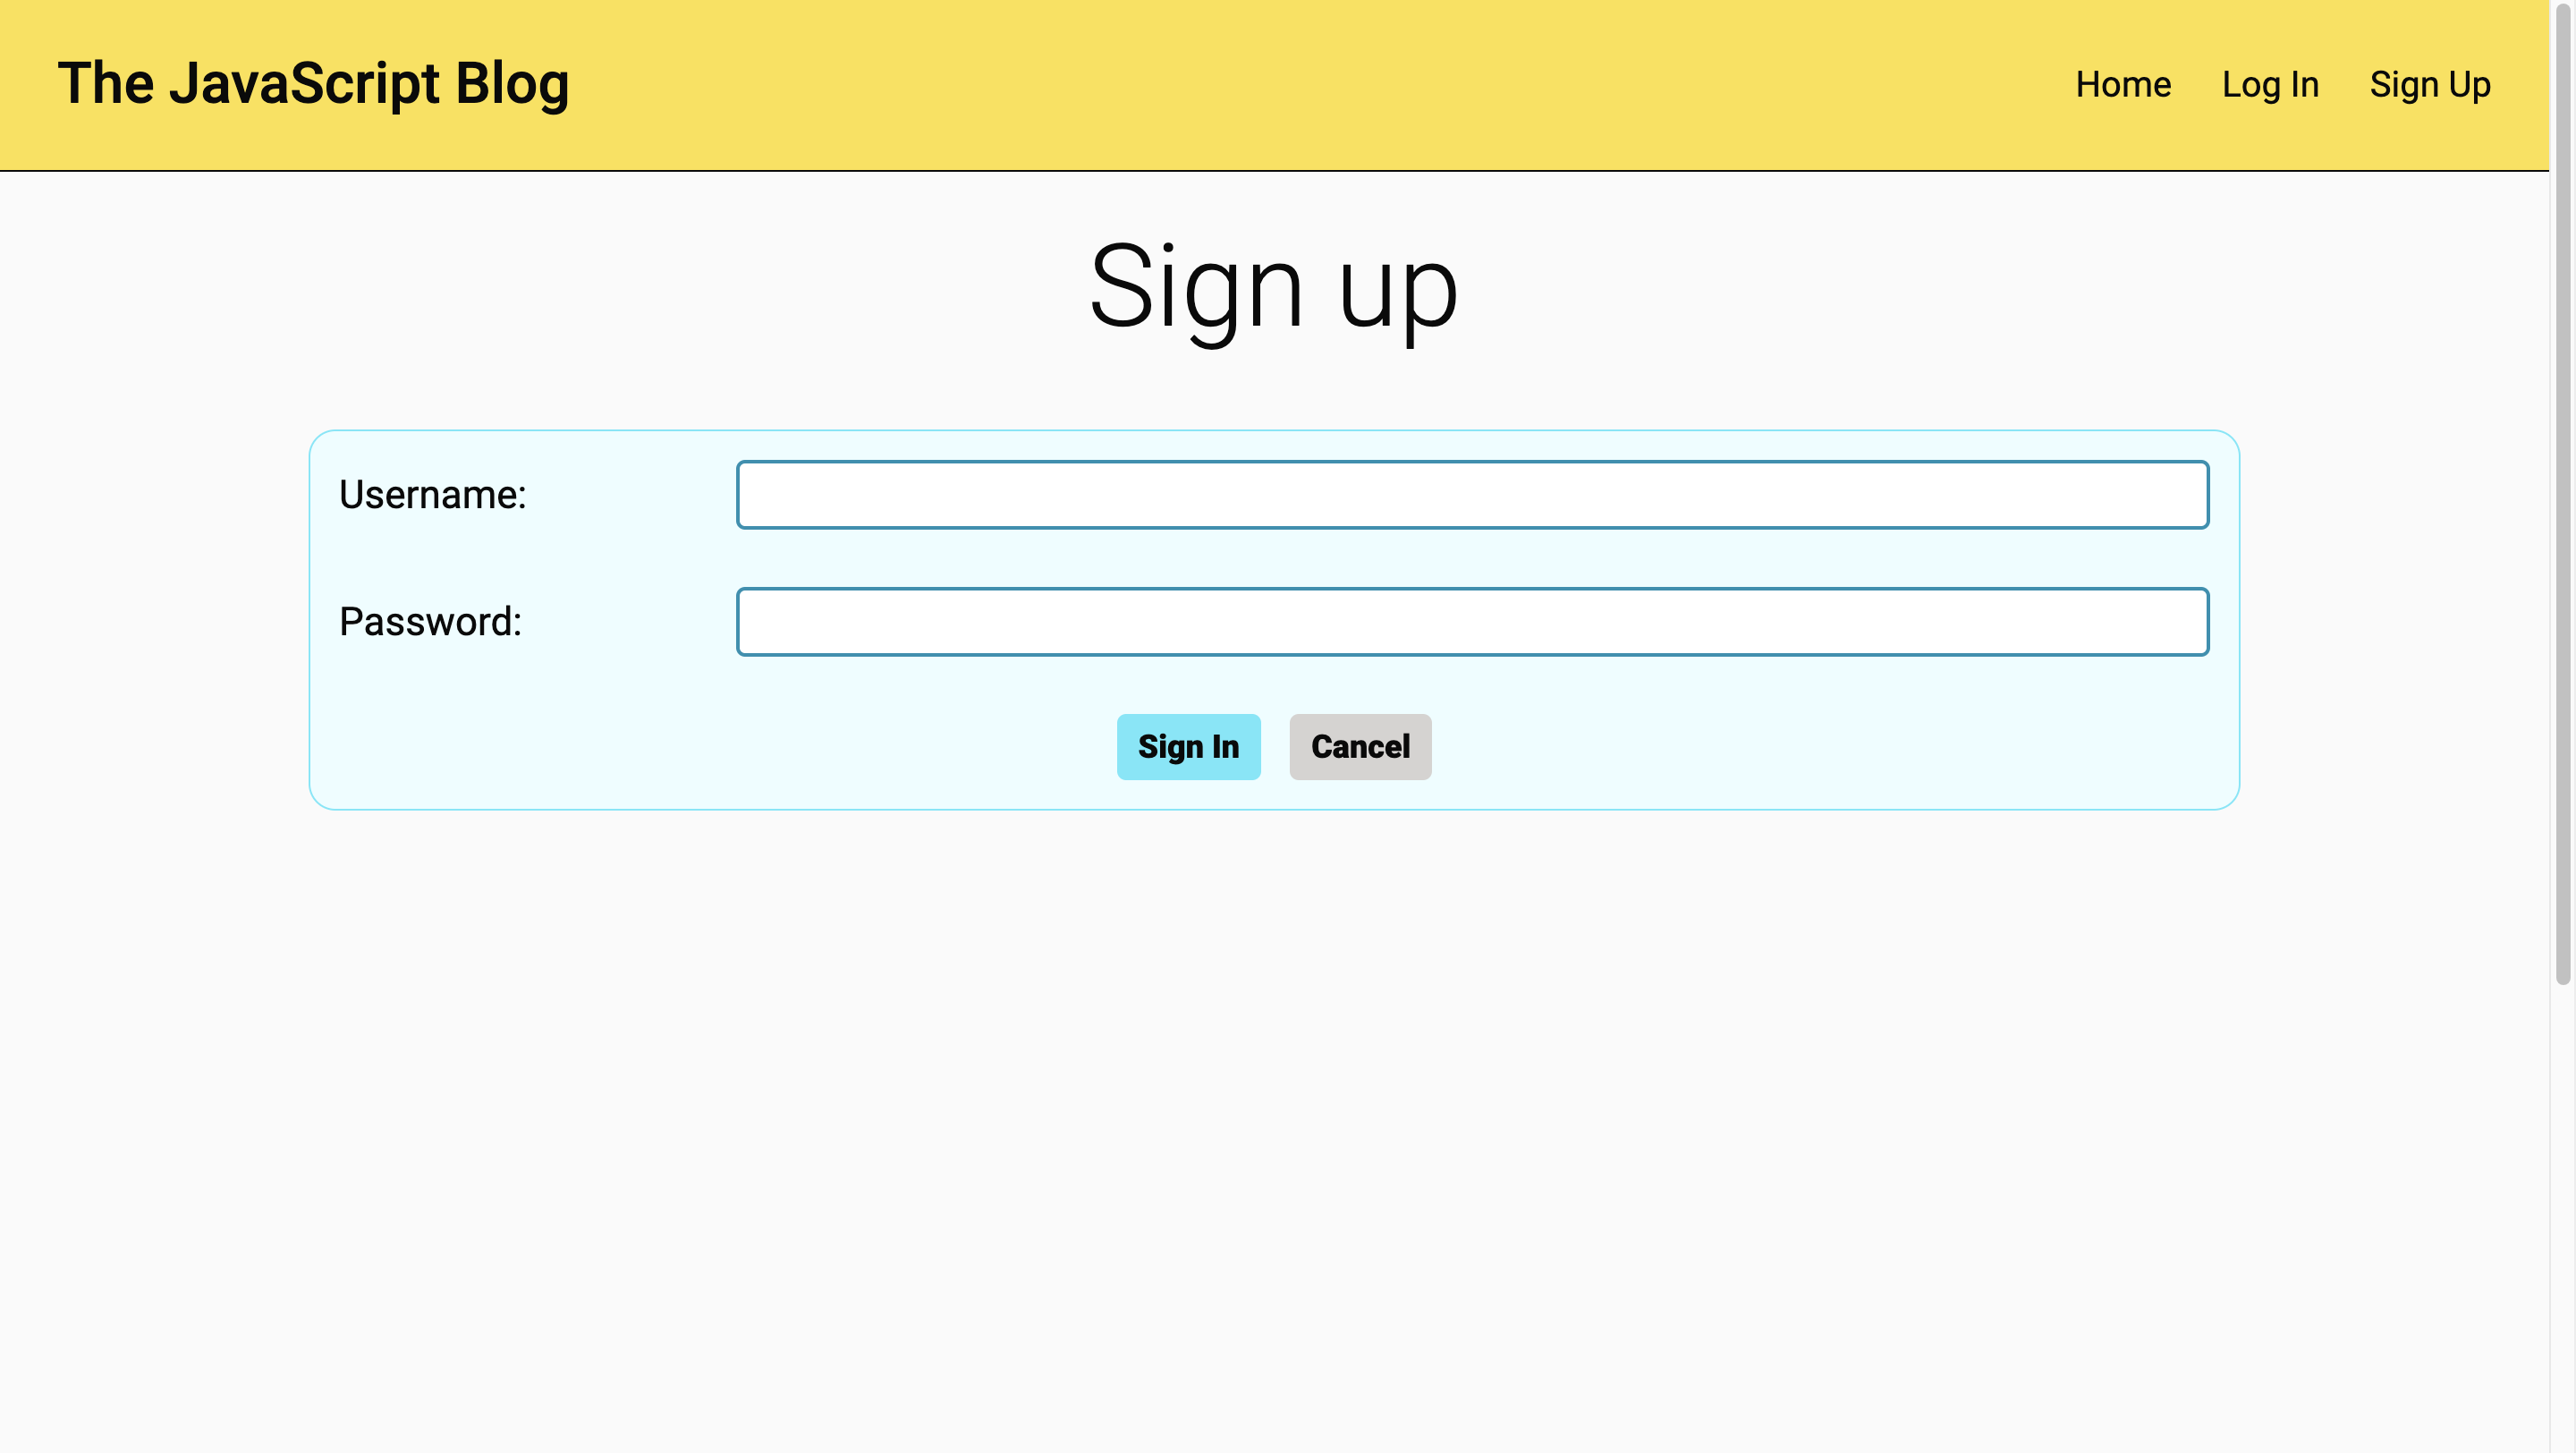 The JavaScript Blog
Home Log In Sign Up
Sign up
Username:
Password:
Sign In Cancel